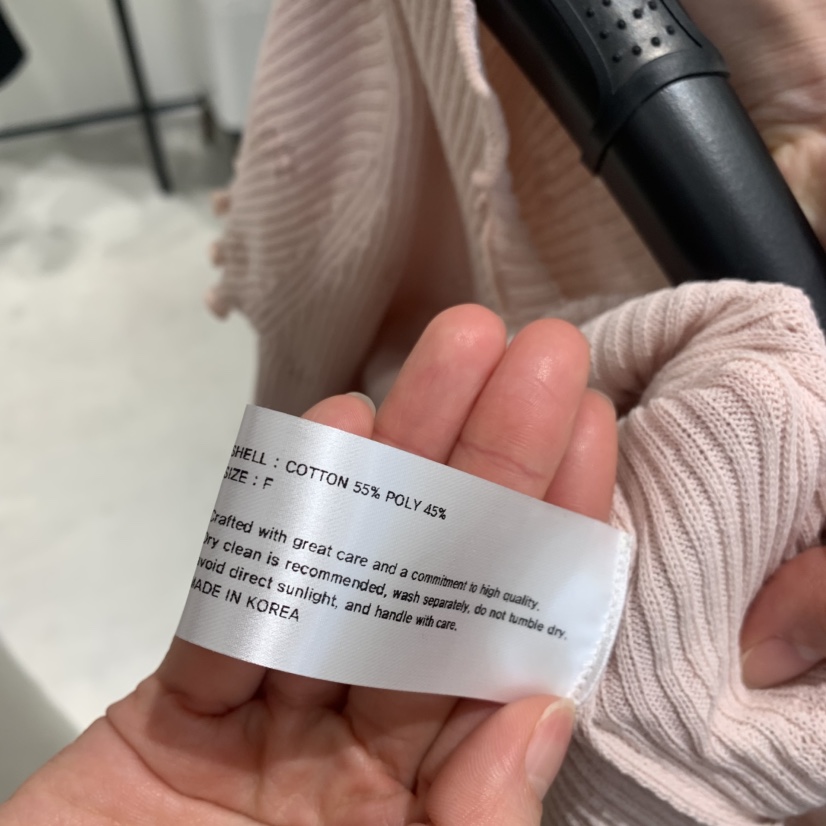 SHELL : COTTON 55% POLY 45%
SIZE : F
Crafted with great care and a commitment to high quality.
Dry clean is recommended, wash separately, do not tumble dry.
Avoid direct sunlight, and handle with care.
MADE IN KOREA